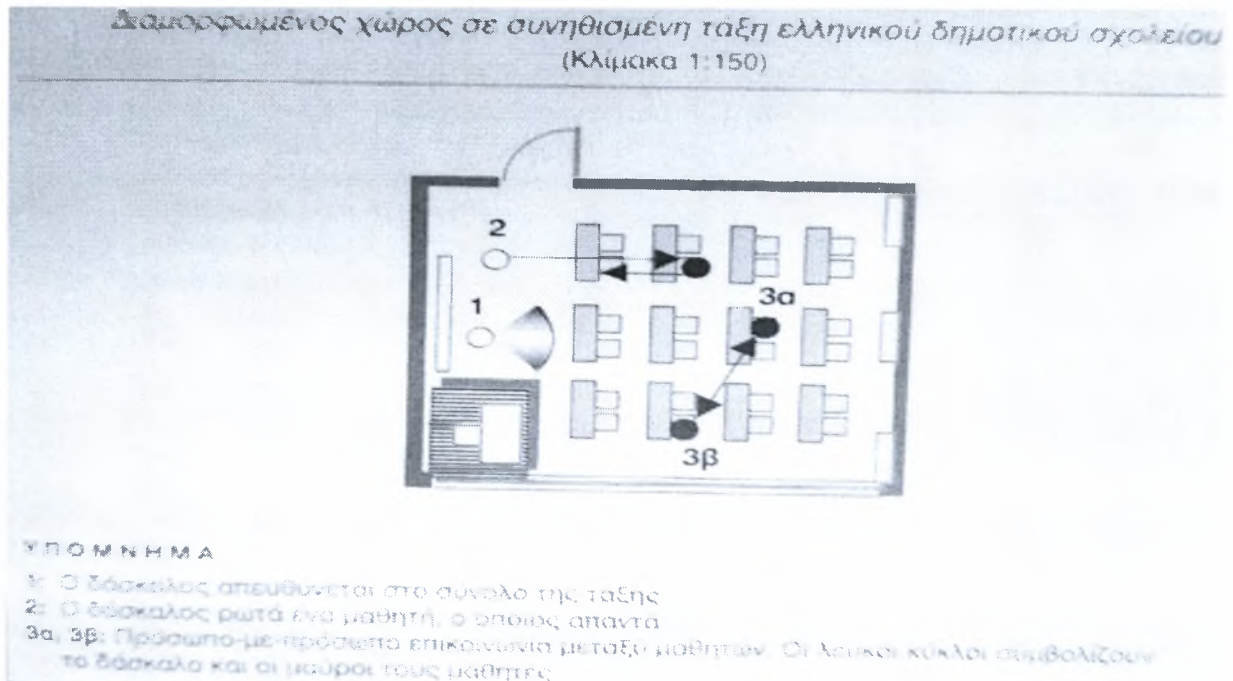 Διαμορφωμένος χώρος σε συνηθισμένη τάξη ελληνικού δημοτικού σχολείου
(Κλίμακα 1:150)
2
3α
1
3β
ΥΠΟΜΝΗΜΑ
1: Ο δάσκαλος απευθύνεται στο σύνολο της τάξης
2: Ο δάσκαλος ρωτά ένα μαθητή, ο οποίος απαντά
3α, 3β: Πρόσωπο-με-πρόσωπο επικοινωνία μεταξύ μαθητών. Οι λευκοί κύκλοι συμβολίζουν
το δάσκαλο και οι μαύροι τους μαθητές